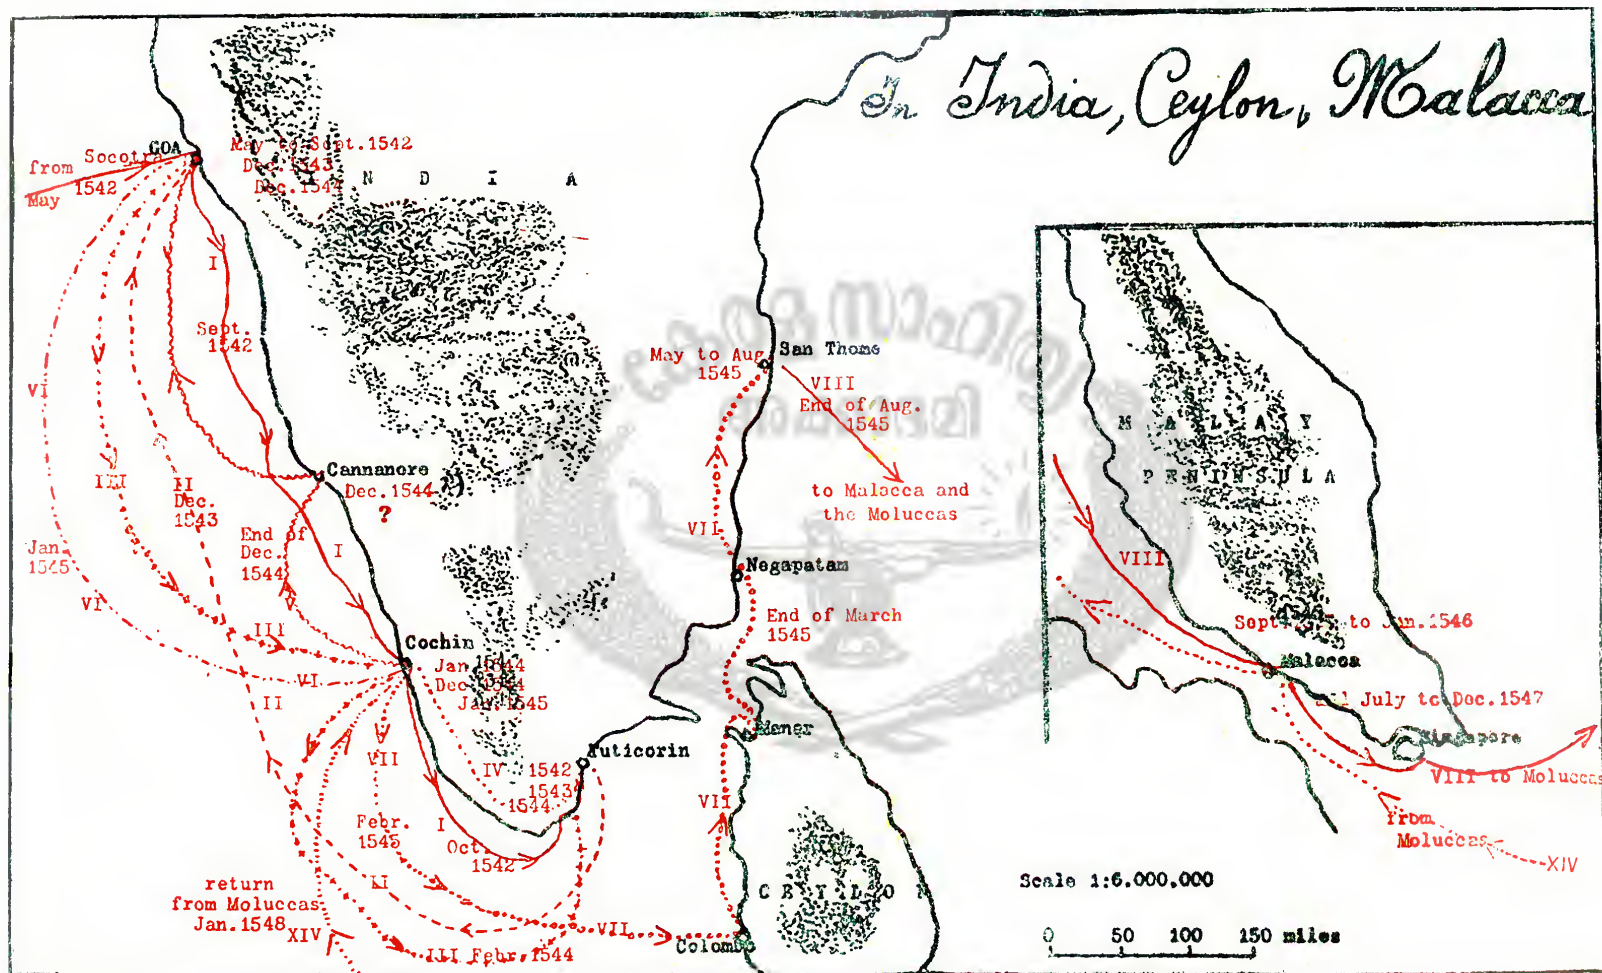 In India, Ceylon, Malacca
GOA
from Socotra
May 1542
May to Sept.1542
Dec.1543
Dec.1544
I N D I A
I
Sept.
1542
VI
III
II
Dec.
1543
Jan.
1545
VI
End of
Dec.
1544
V
I
Cannanore
Dec.1544
?
III
VI
II
Cochin
Jan.1544
Dec.1544
Jan.1545
VII
IV
1542
1543
1544
Tuticorin
Febr.
1545
I
Oct.
1542
II
return
from Moluccas
Jan.1548
XIV
III Febr.1544
VII
Colombo
C E Y L O N
VII
Manar
End of March
1545
Negapatam
VII
May to Aug.
1545
San Thome
VIII
End of Aug.
1545
to Malacca and
the Moluccas
M A L A Y
P E N I N S U L A
VIII
Sept. 1545 to Jan.1546
Malacca
July to Dec.1547
Singapore
VIII to Moluccas
from
Moluccas
XIV
Scale 1:6.000.000
0 50 100 150 miles